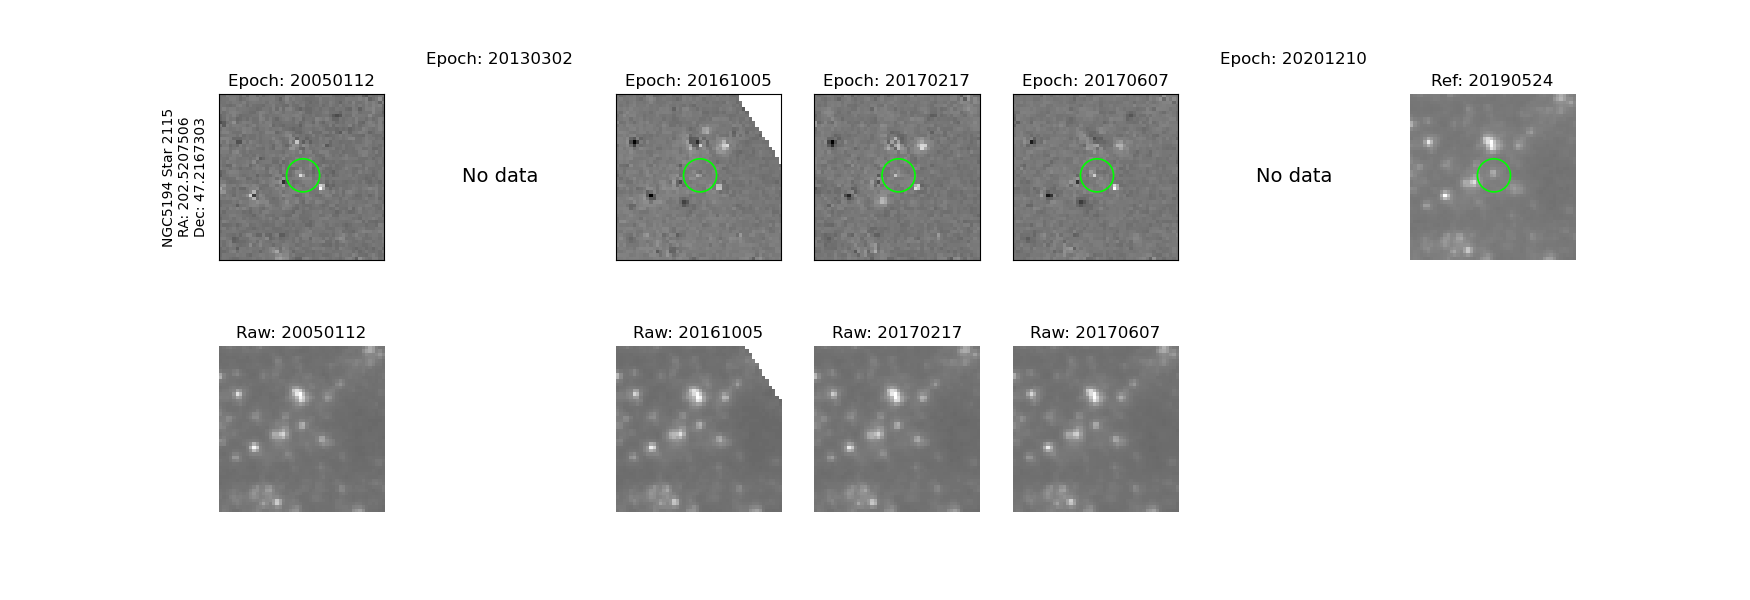 Epoch: 20130302
Epoch: 20201210
Epoch: 20050112
Epoch: 20161005
Epoch: 20170217
Epoch: 20170607
Ref: 20190524
NGC5194 Star 2115
RA: 202.5207506
Dec: 47.2167303
No data
No data
Raw: 20050112
Raw: 20161005
Raw: 20170217
Raw: 20170607